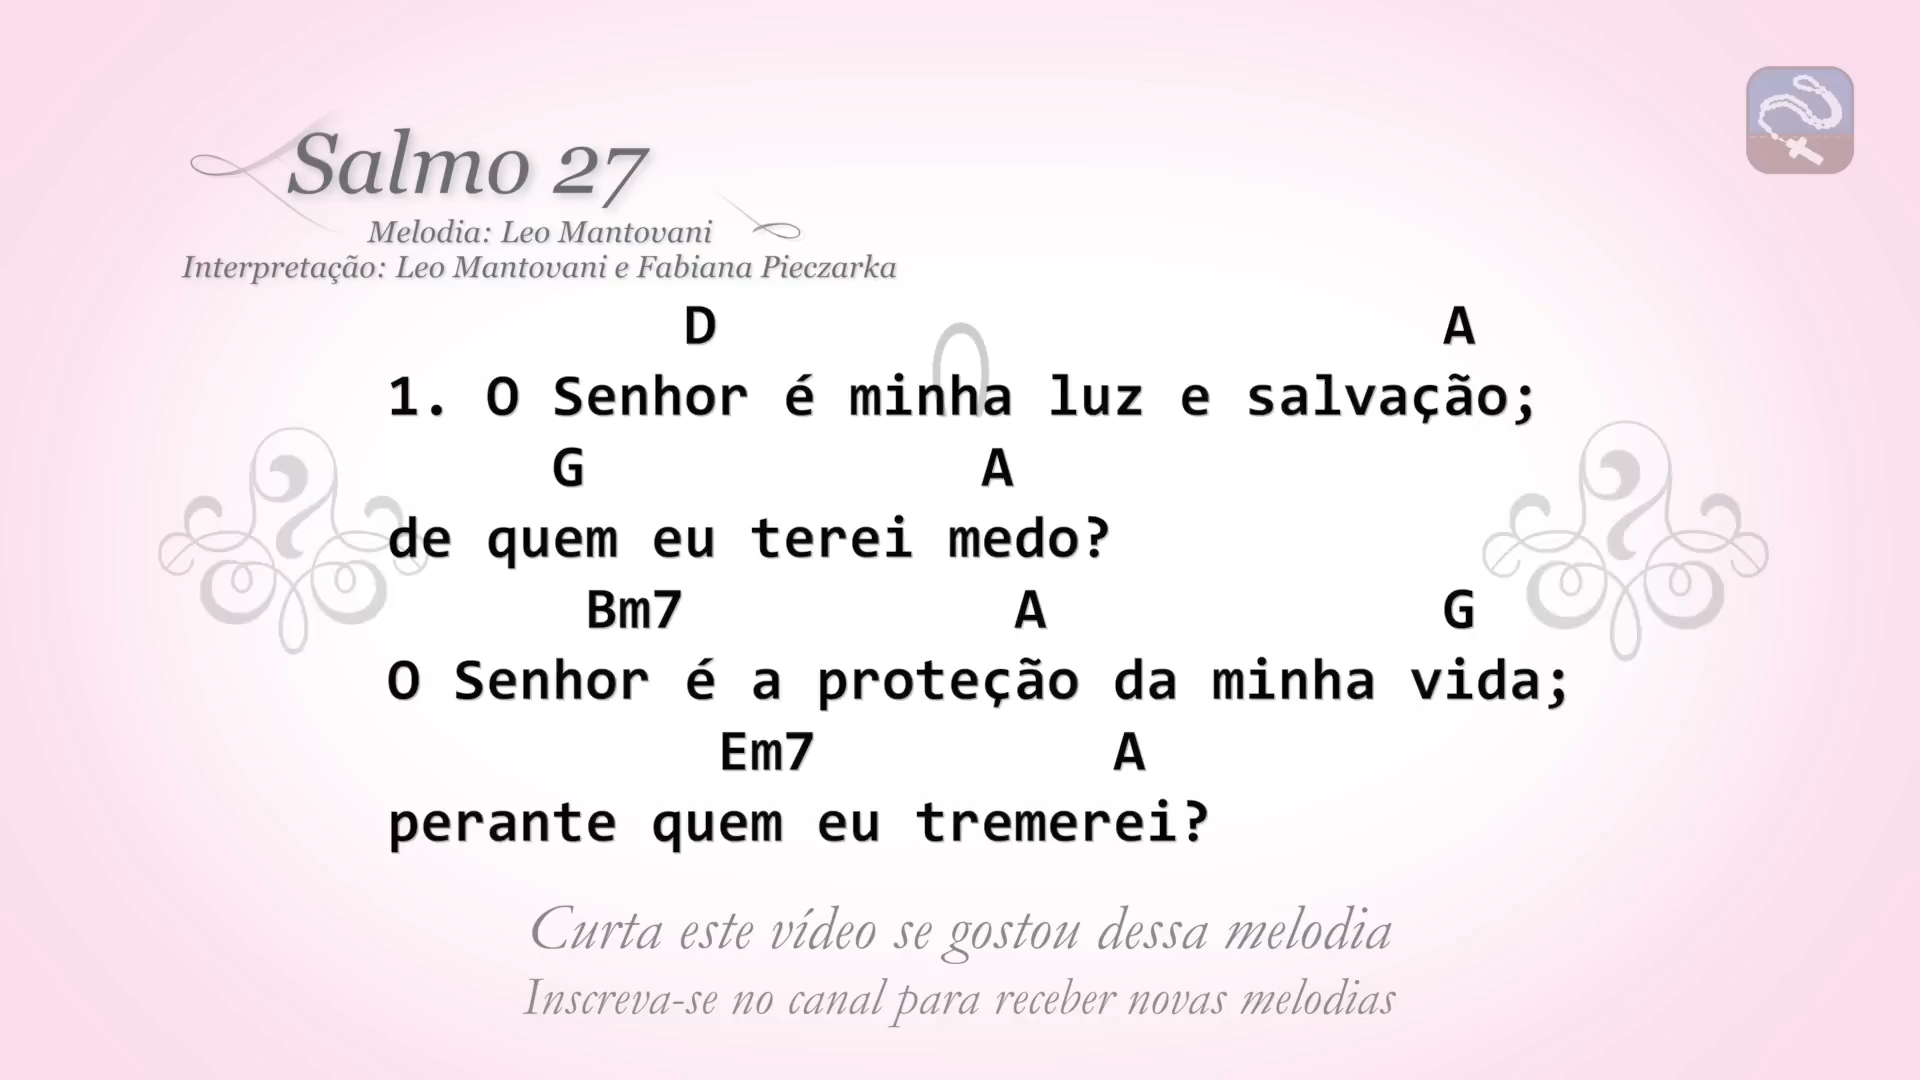 Salmo 27
Melodia: Leo Mantovani
Interpretação: Leo Mantovani e Fabiana Pieczarka
D A
1. O Senhor é minha luz e salvação;
G A
de quem eu terei medo?
Bm7 A G
O Senhor é a proteção da minha vida;
Em7 A
perante quem eu tremerei?
Curta este vídeo se gostou dessa melodia
Inscreva-se no canal para receber novas melodias